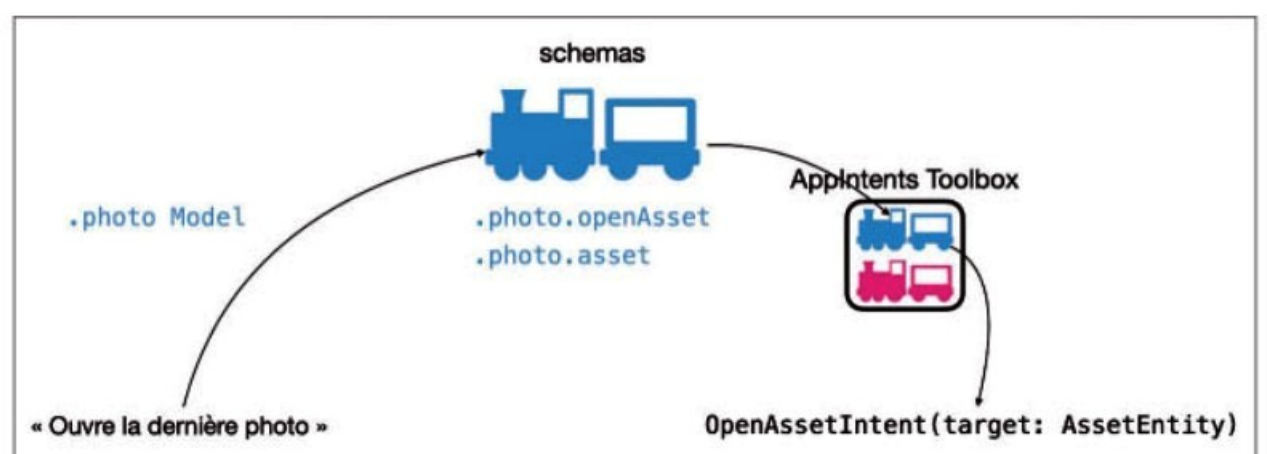 schemas
AppIntents Toolbox
.photo Model
.photo.openAsset
.photo.asset
« Ouvre la dernière photo »
OpenAssetIntent(target: AssetEntity)